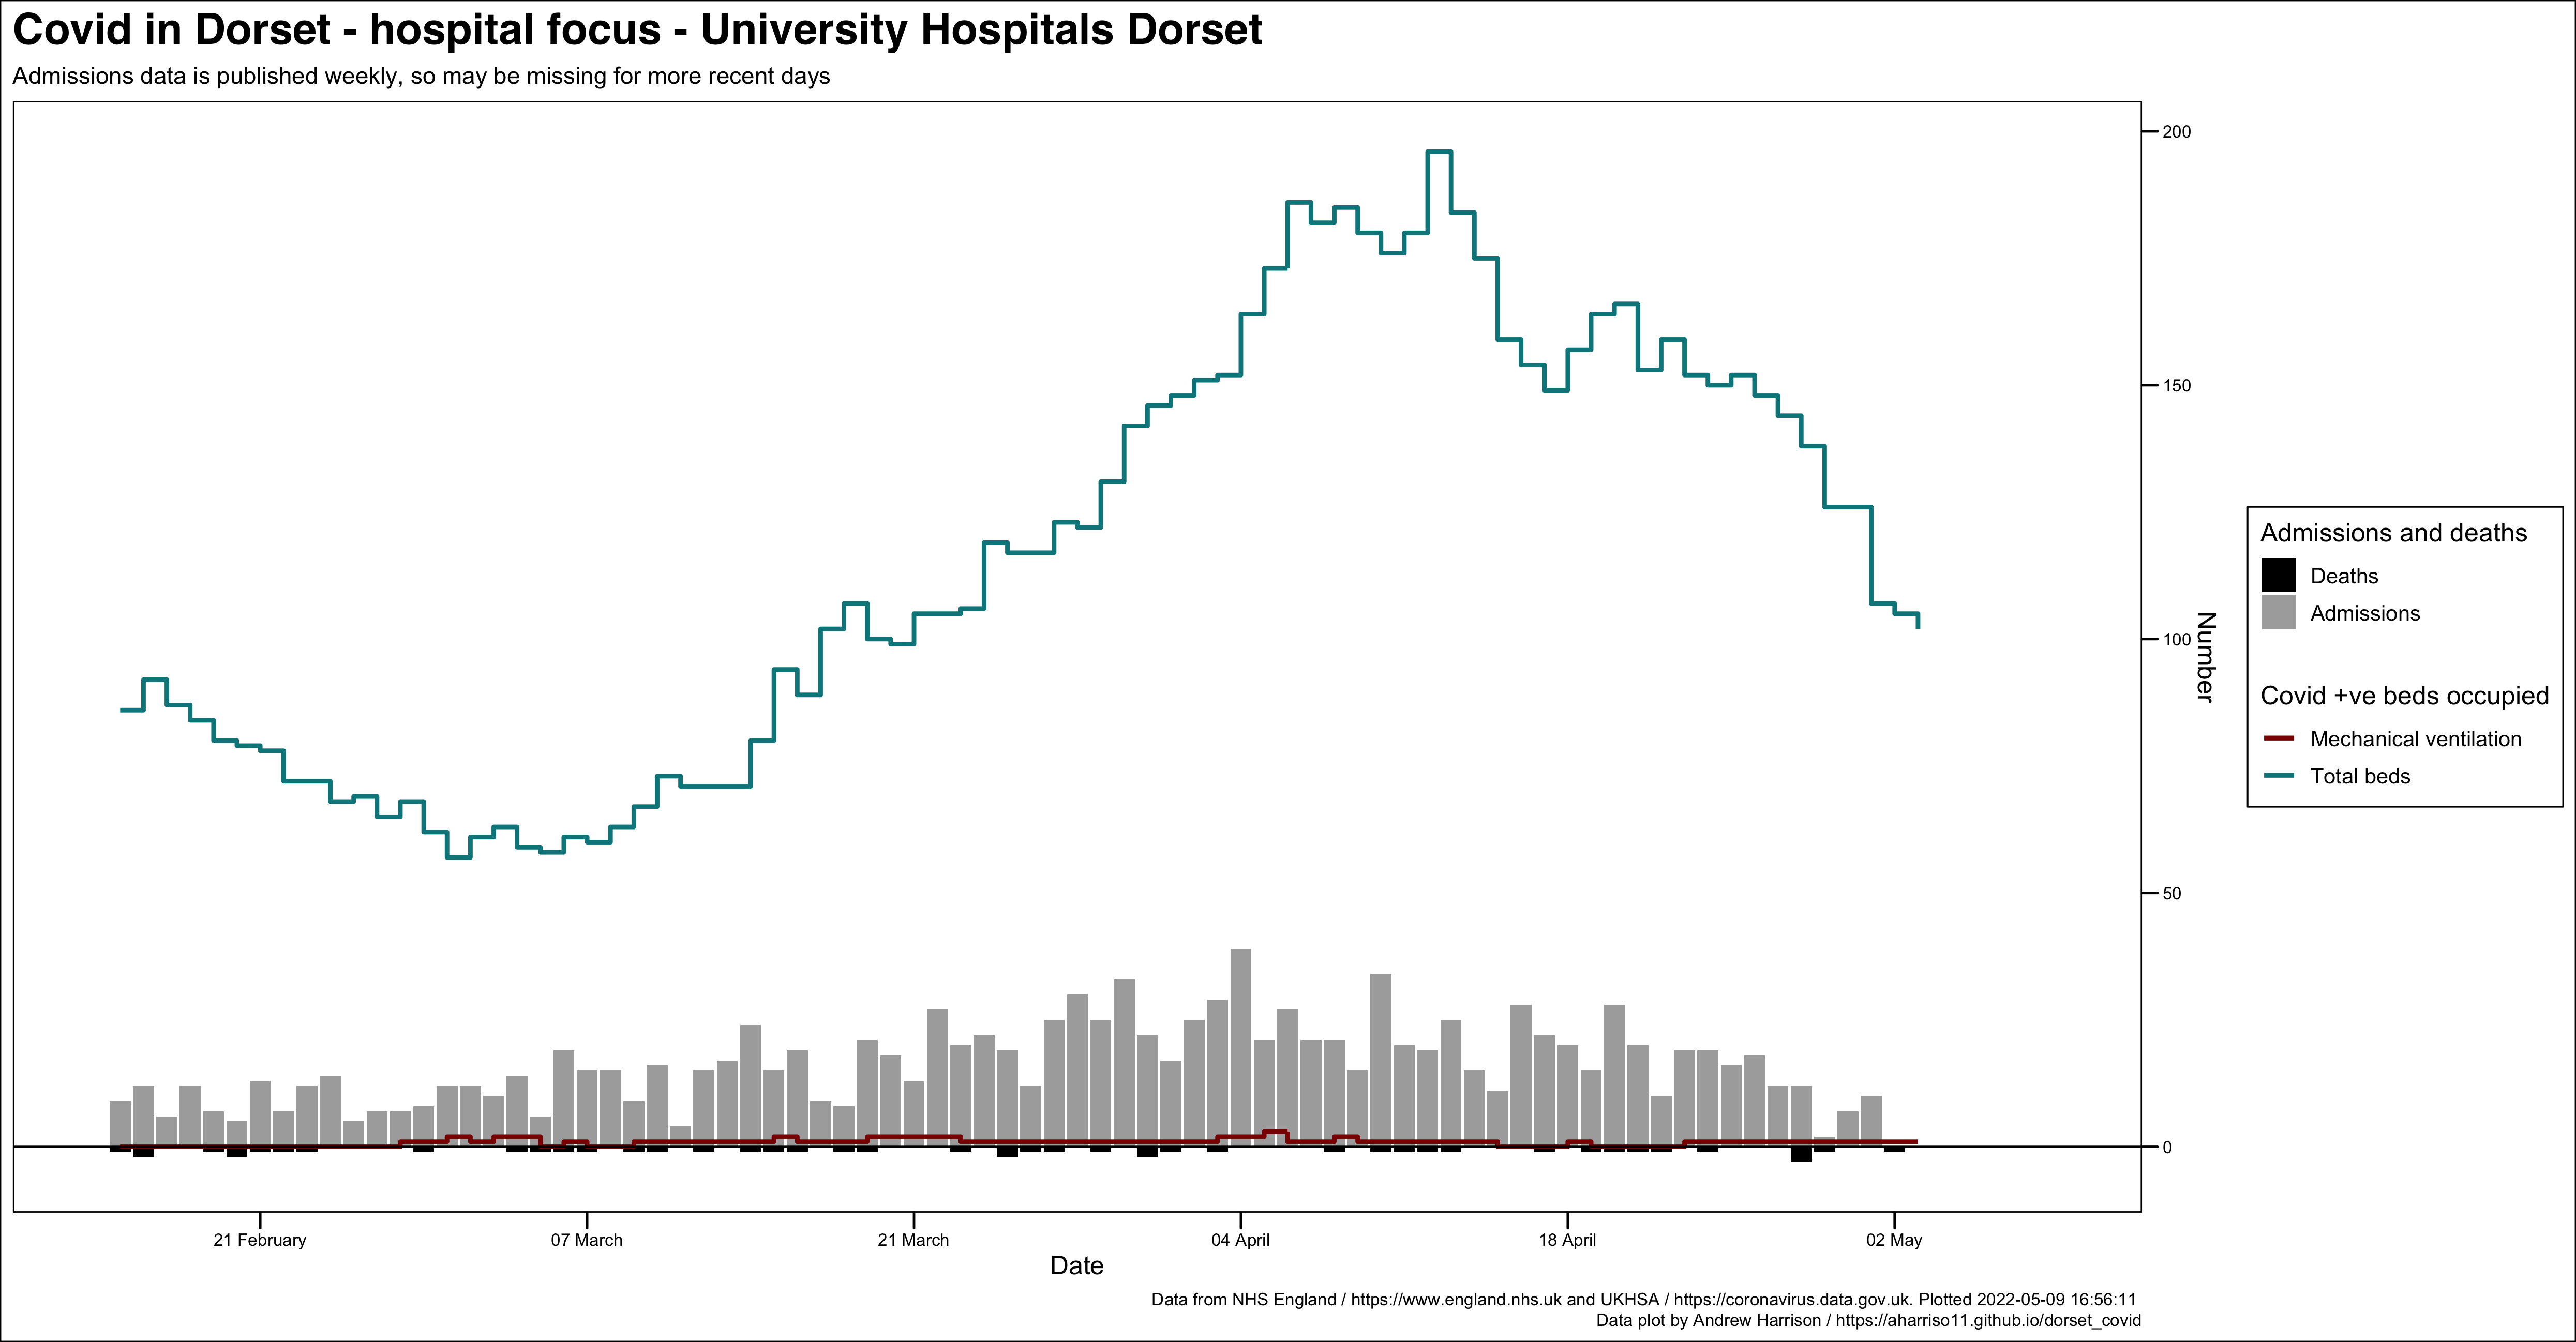 Covid in Dorset - hospital focus - University Hospitals Dorset
Admissions data is published weekly, so may be missing for more recent days
200
150
100
50
0
Number
Admissions and deaths
Deaths
Admissions
Covid +ve beds occupied
Mechanical ventilation
Total beds
21 February
07 March
21 March
04 April
18 April
02 May
Date
Data from NHS England / https://www.england.nhs.uk and UKHSA / https://coronavirus.data.gov.uk. Plotted 2022-05-09 16:56:11
Data plot by Andrew Harrison / https://aharriso11.github.io/dorset_covid